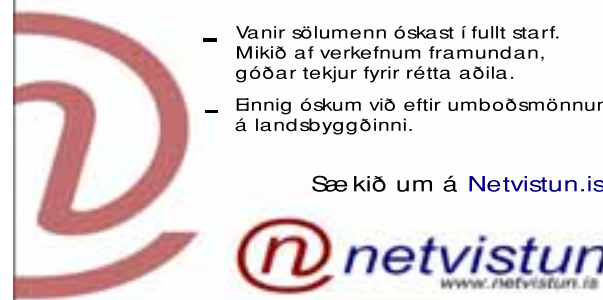 Vanir sölumenn óskast í fullt starf.
Mikið af verkefnum framundan,
góðar tekjur fyrir rétta aðila.
Einnig óskum við eftir umboðsmönnur
á landsbyggðinni.
Sækið um á Netvistun.is
n netvistun
www.netvistun.is